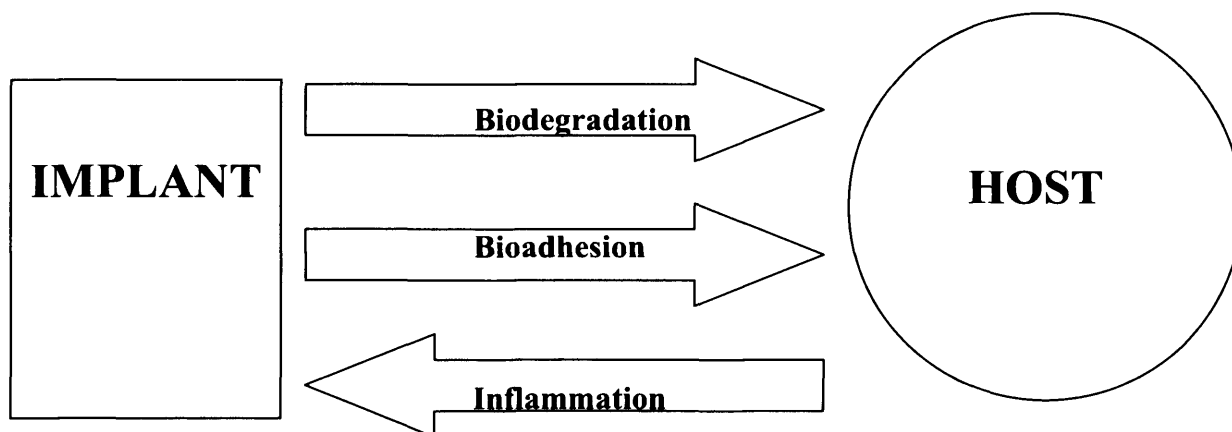 Biodegradation
IMPLANT
HOST
Bioadhesion
Inflammation